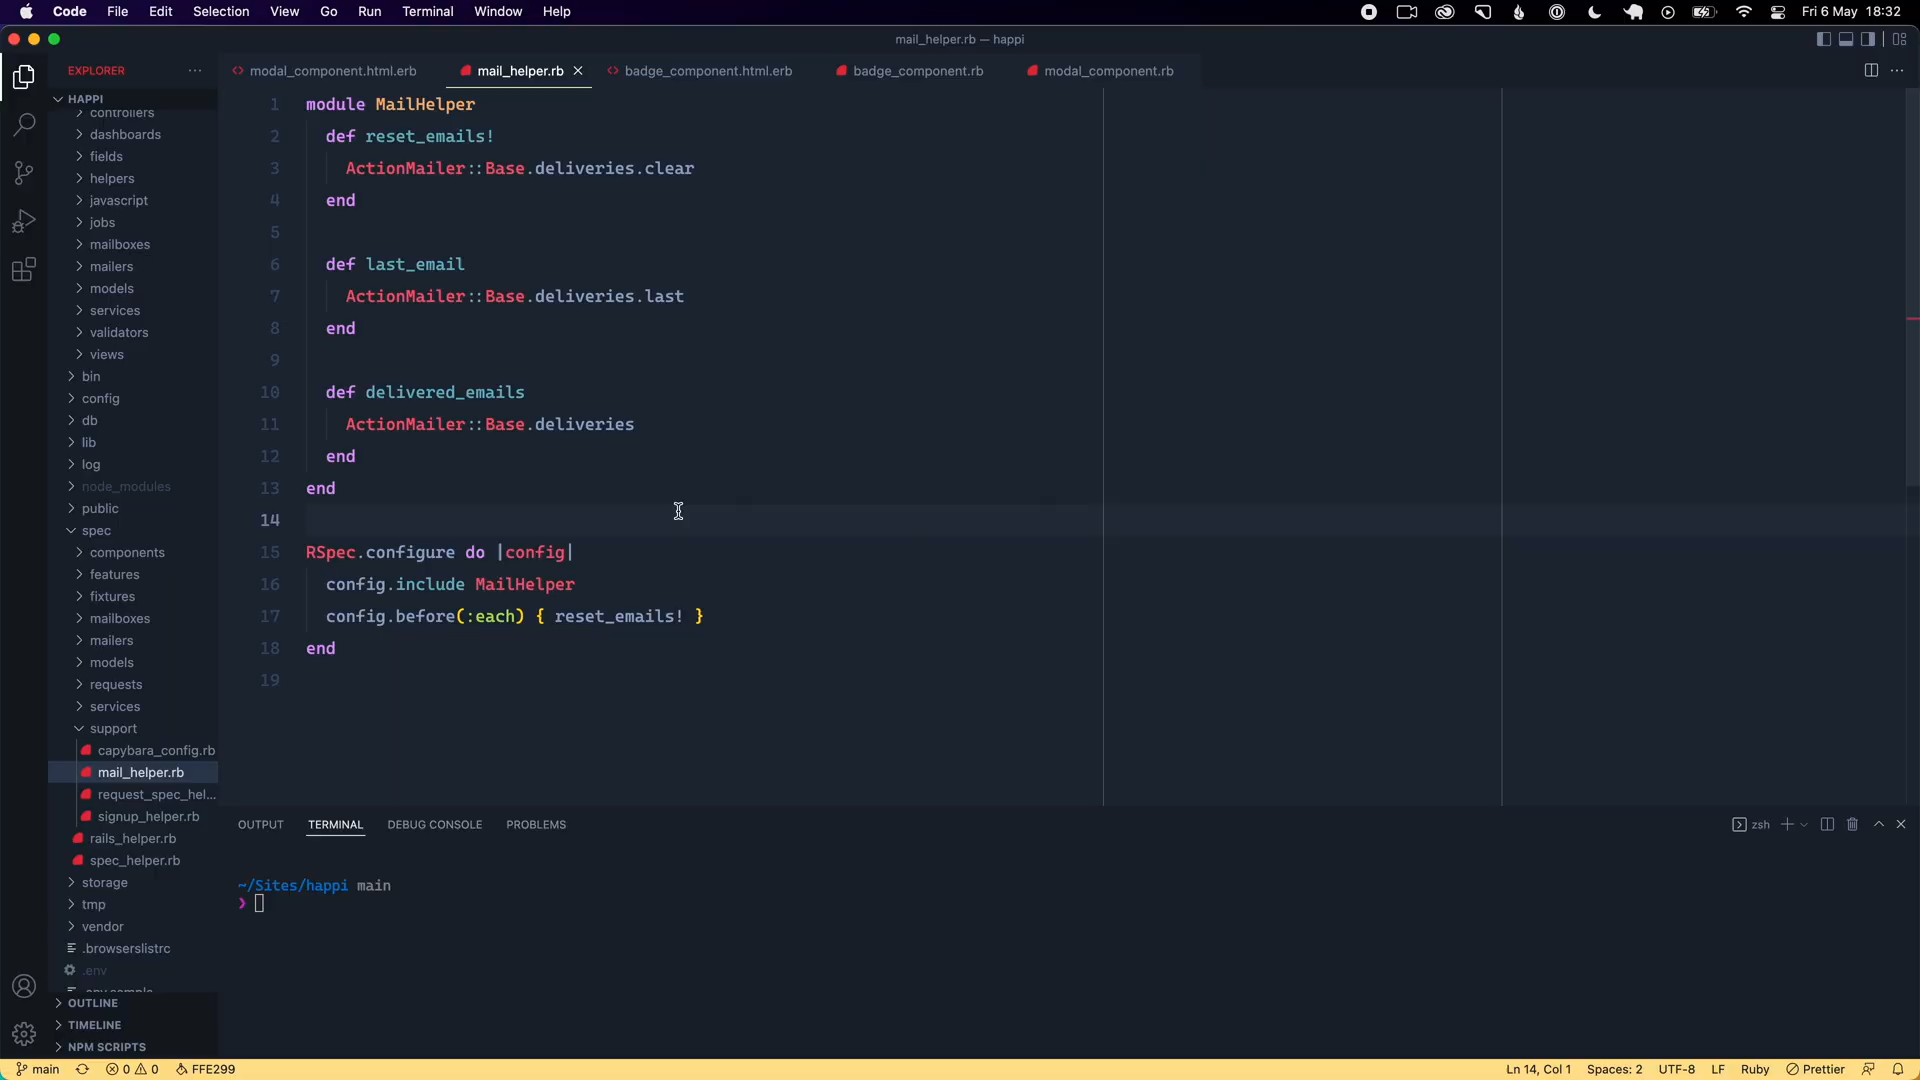 Code File Edit Selection View Go Run Terminal Window Help Fri 6 May 18:32
mail_helper.rb — happi
EXPLORER
modal_component.html.erb mail_helper.rb badge_component.html.erb badge_component.rb modal_component.rb
HAPPI
controllers
dashboards
fields
helpers
javascript
jobs
mailboxes
mailers
models
services
validators
views
bin
config
db
lib
log
node_modules
public
spec
components
features
fixtures
mailboxes
mailers
models
requests
services
support
capybara_config.rb
mail_helper.rb
request_spec_hel...
signup_helper.rb
rails_helper.rb
spec_helper.rb
storage
tmp
vendor
.browserslistrc
.env
OUTLINE
TIMELINE
NPM SCRIPTS
1 module MailHelper
2 def reset_emails!
3 ActionMailer::Base.deliveries.clear
4 end
5
6 def last_email
7 ActionMailer::Base.deliveries.last
8 end
9
10 def delivered_emails
11 ActionMailer::Base.deliveries
12 end
13 end
14
15 RSpec.configure do |config|
16 config.include MailHelper
17 config.before(:each) { reset_emails! }
18 end
19
OUTPUT TERMINAL DEBUG CONSOLE PROBLEMS zsh
~/Sites/happi main
❯
main 0 0 FFE299 Ln 14, Col 1 Spaces: 2 UTF-8 LF Ruby Prettier